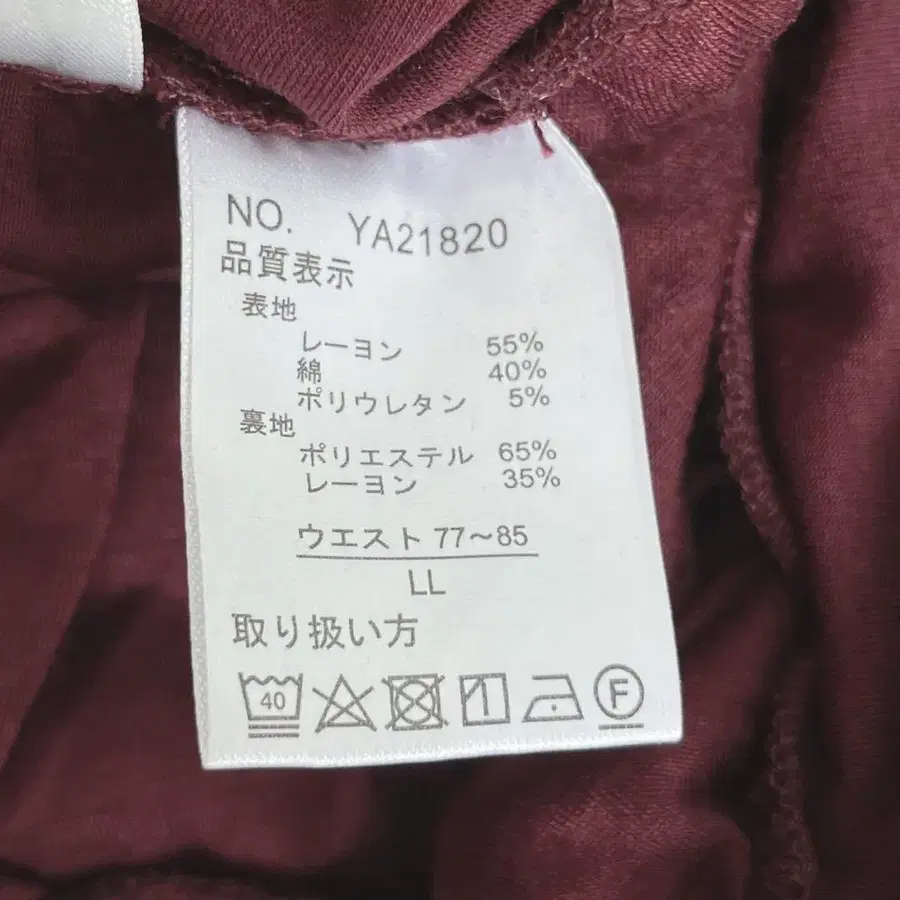 NO. YA21820
品質表示
表地
レーヨン 55%
綿 40%
ポリウレタン 5%
裏地
ポリエステル 65%
レーヨン 35%
ウエスト 77〜85
LL
取り扱い方
40
F